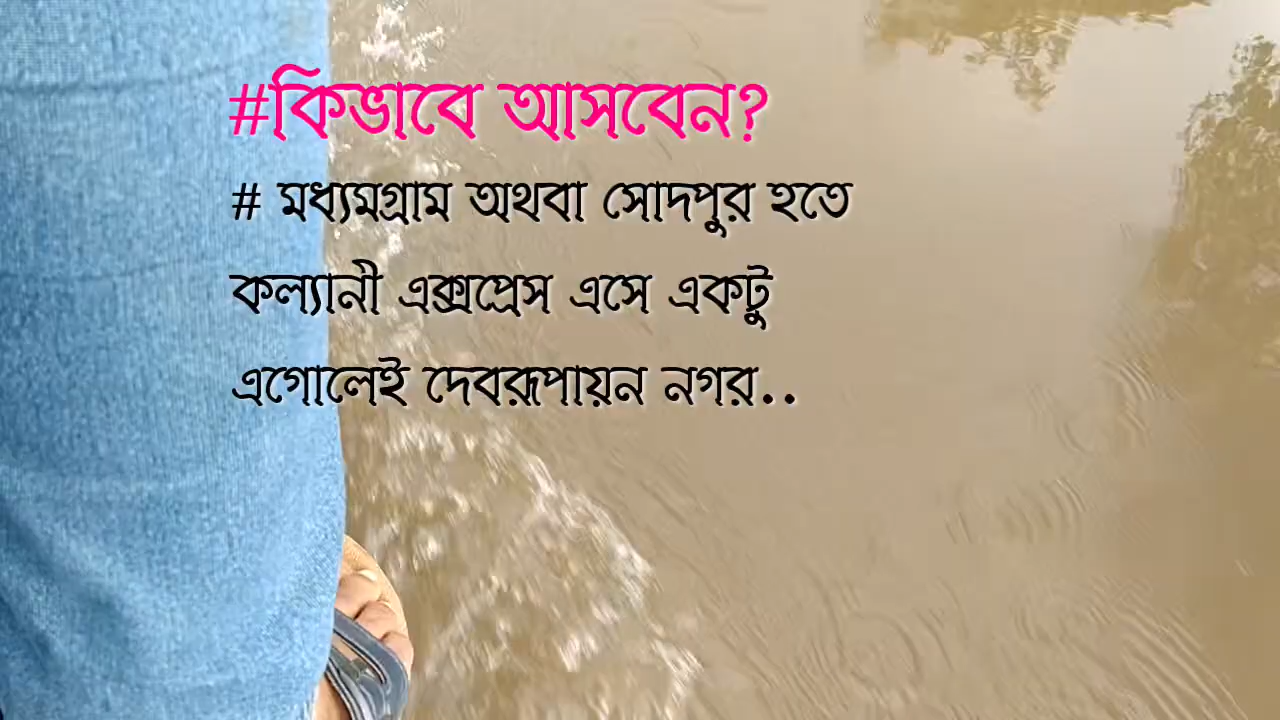 #কিভাবে আসবেন?
# মধ্যমগ্রাম অথবা সোদপুর হতে
কল্যানী এক্সপ্রেস এসে একটু
এগোলেই দেবরূপায়ন নগর..